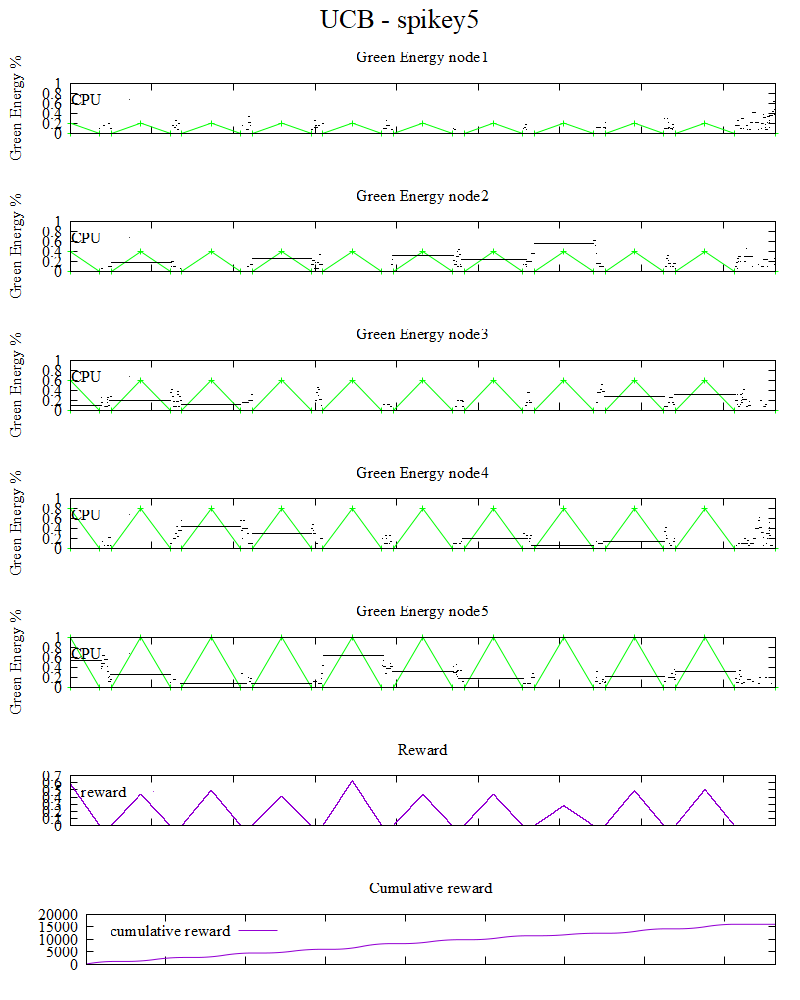 UCB - spikey5
Green Energy node1
Green Energy %
1
0.8
0.6
0.4
0.2
0
CPU
Green Energy node2
Green Energy %
1
0.8
0.6
0.4
0.2
0
CPU
Green Energy node3
Green Energy %
1
0.8
0.6
0.4
0.2
0
CPU
Green Energy node4
Green Energy %
1
0.8
0.6
0.4
0.2
0
CPU
Green Energy node5
Green Energy %
1
0.8
0.6
0.4
0.2
0
CPU
Reward
0.7
0.6
0.5
0.4
0.3
0.2
0.1
0
reward
Cumulative reward
20000
15000
10000
5000
0
cumulative reward